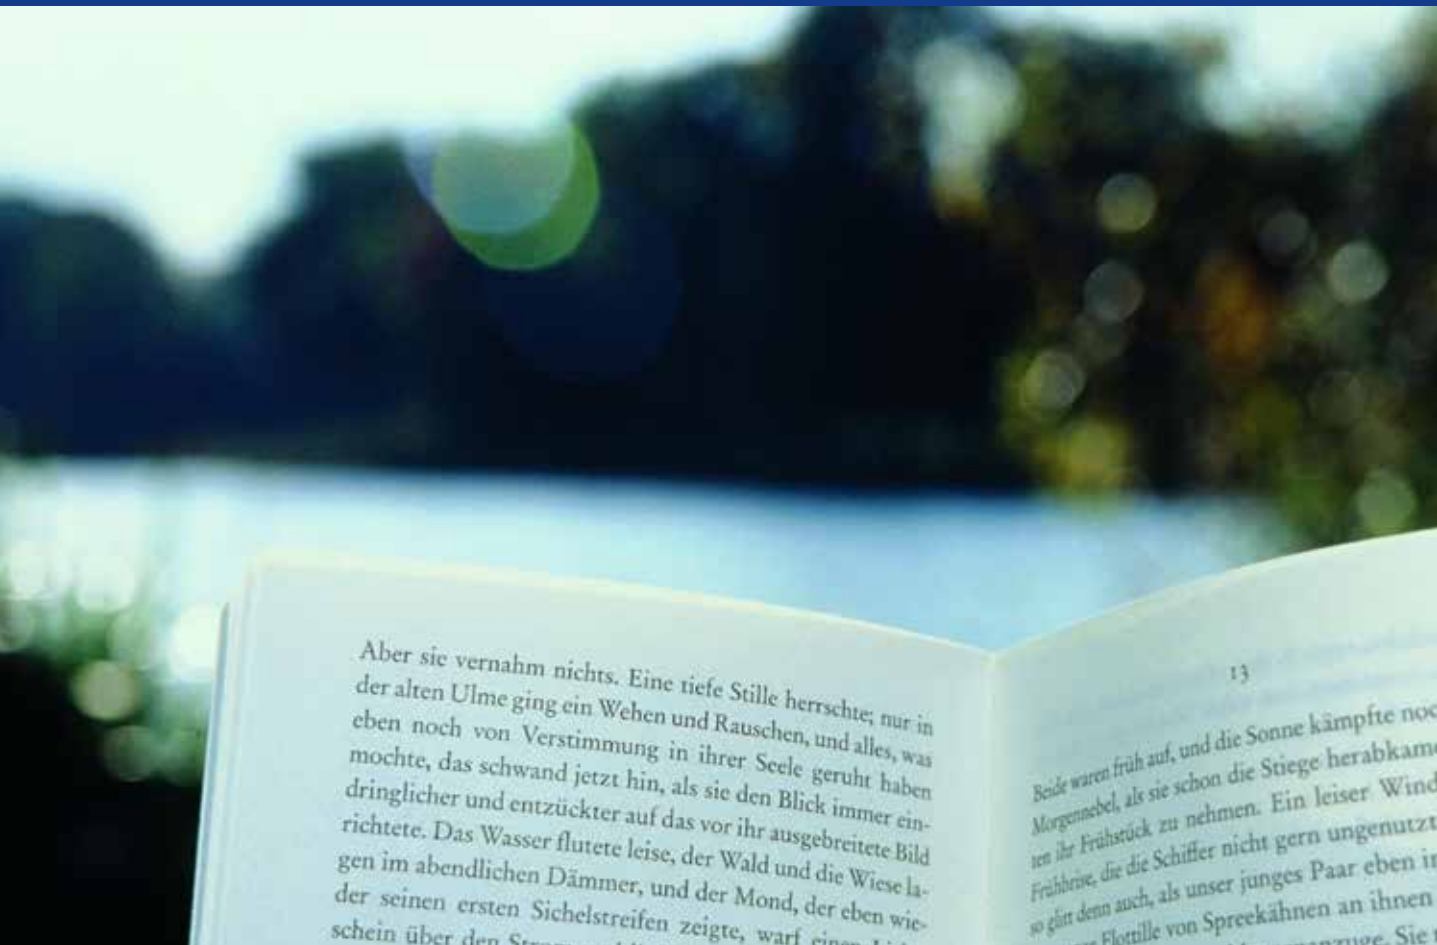 Aber sie vernahm nichts. Eine tiefe Stille herrschte; nur in
der alten Ulme ging ein Wehen und Rauschen, und alles, was
eben noch von Verstimmung in ihrer Seele geruht haben
mochte, das schwand jetzt hin, als sie den Blick immer ein-
dringlicher und entzückter auf das vor ihr ausgebreitete Bild
richtete. Das Wasser flutete leise, der Wald und die Wiese la-
gen im abendlichen Dämmer, und der Mond, der eben wie-
der seinen ersten Sichelstreifen zeigte, warf einen
schein über den
13
Beide waren früh auf, und die Sonne kämpfte noc
Morgennebel, als sie schon die Stiege herabkame
ten ihr Frühstück zu nehmen. Ein leiser Wind
Frühbrise, die die Schiffer nicht gern ungenutzt
so glitt denn auch, als unser junges Paar eben in
Flottille von Spreekähnen an ihnen
Sie